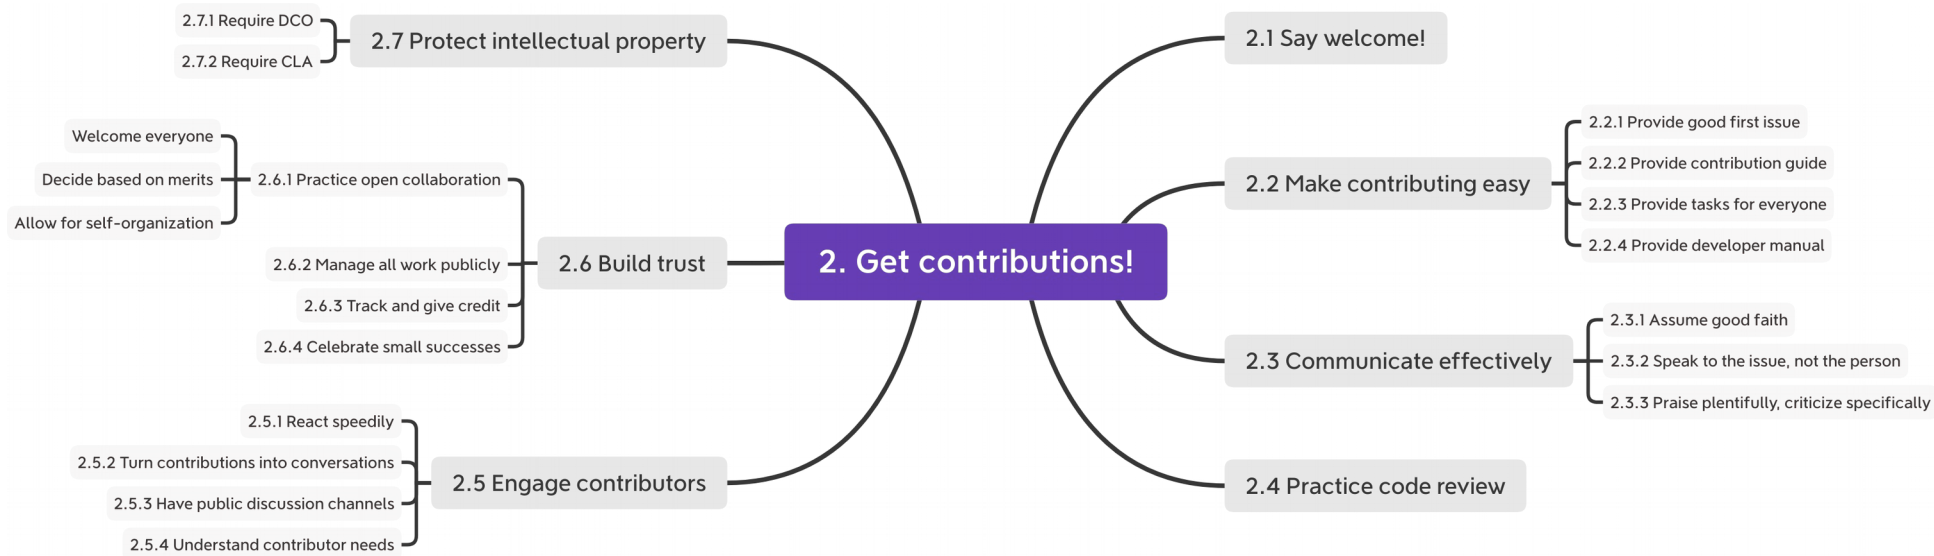 2. Get contributions!
2.1 Say welcome!
2.2 Make contributing easy
2.2.1 Provide good first issue
2.2.2 Provide contribution guide
2.2.3 Provide tasks for everyone
2.2.4 Provide developer manual
2.3 Communicate effectively
2.3.1 Assume good faith
2.3.2 Speak to the issue, not the person
2.3.3 Praise plentifully, criticize specifically
2.4 Practice code review
2.5 Engage contributors
2.5.1 React speedily
2.5.2 Turn contributions into conversations
2.5.3 Have public discussion channels
2.5.4 Understand contributor needs
2.6 Build trust
2.6.1 Practice open collaboration
Welcome everyone
Decide based on merits
Allow for self-organization
2.6.2 Manage all work publicly
2.6.3 Track and give credit
2.6.4 Celebrate small successes
2.7 Protect intellectual property
2.7.1 Require DCO
2.7.2 Require CLA